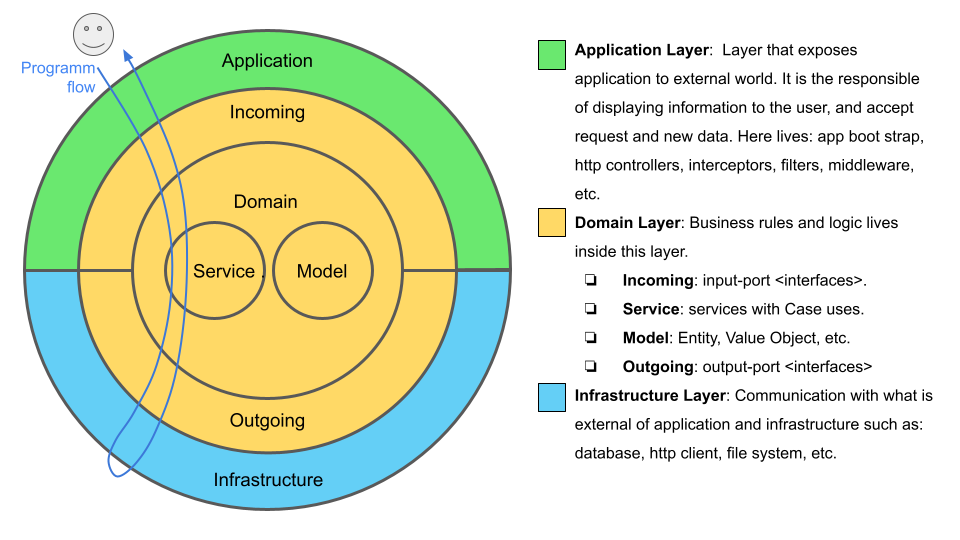 Programm
flow
Application
Incoming
Domain
Service .
Model
Outgoing
Infrastructure
Application Layer:  Layer that exposes
application to external world. It is the responsible
of displaying information to the user, and accept
request and new data. Here lives: app boot strap,
http controllers, interceptors, filters, middleware,
etc.
Domain Layer: Business rules and logic lives
inside this layer.
❏ Incoming: input-port <interfaces>.
❏ Service: services with Case uses.
❏ Model: Entity, Value Object, etc.
❏ Outgoing: output-port <interfaces>
Infrastructure Layer: Communication with what is
external of application and infrastructure such as:
database, http client, file system, etc.